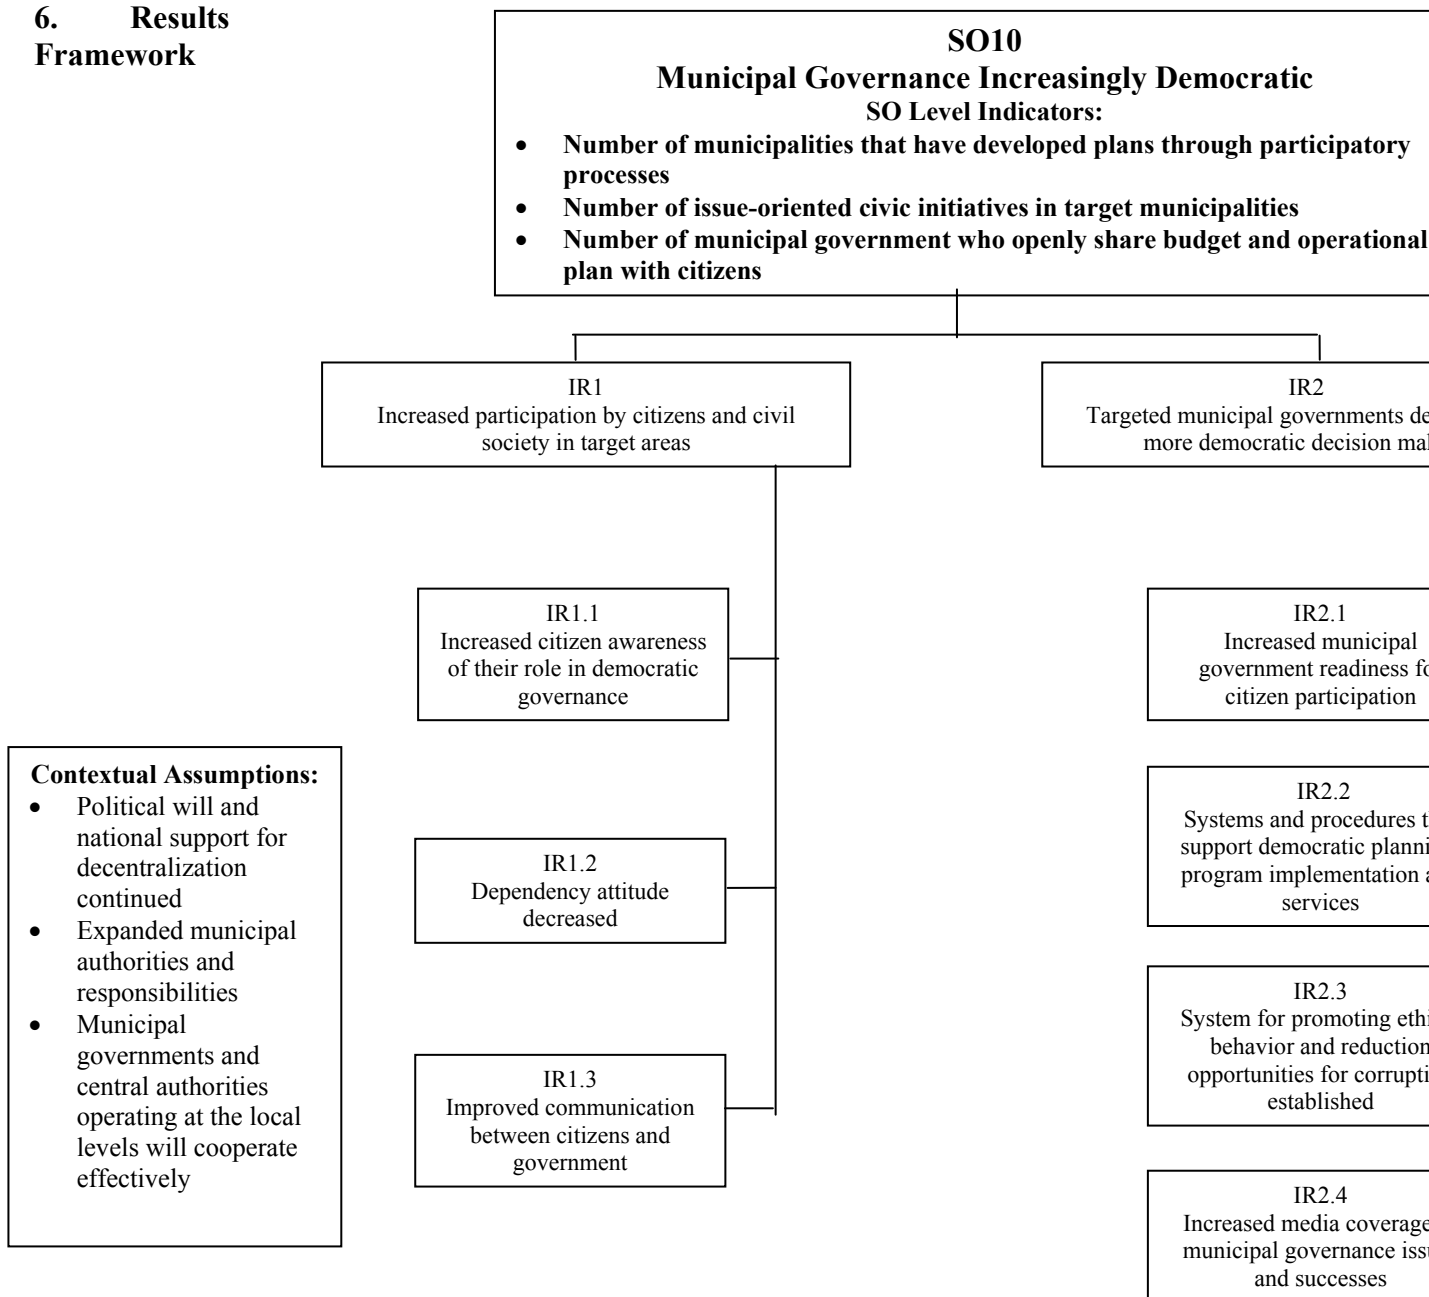 6. Results
Framework
SO10
Municipal Governance Increasingly Democratic
SO Level Indicators:
• Number of municipalities that have developed plans through participatory
processes
• Number of issue-oriented civic initiatives in target municipalities
• Number of municipal government who openly share budget and operational
plan with citizens
IR1
Increased participation by citizens and civil
society in target areas
IR2
Targeted municipal governments
more democratic decision
IR1.1
Increased citizen awareness
of their role in democratic
governance
IR2.1
Increased municipal
government readiness
citizen participation
Contextual Assumptions:
• Political will and
national support for
decentralization
continued
• Expanded municipal
authorities and
responsibilities
• Municipal
governments and
central authorities
operating at the local
levels will cooperate
effectively
IR1.2
Dependency attitude
decreased
IR1.3
Improved communication
between citizens and
government
IR2.2
Systems and procedures
support democratic
program implementation
services
IR2.3
System for promoting
behavior and reduction
opportunities for
established
IR2.4
Increased media coverage
municipal governance
and successes